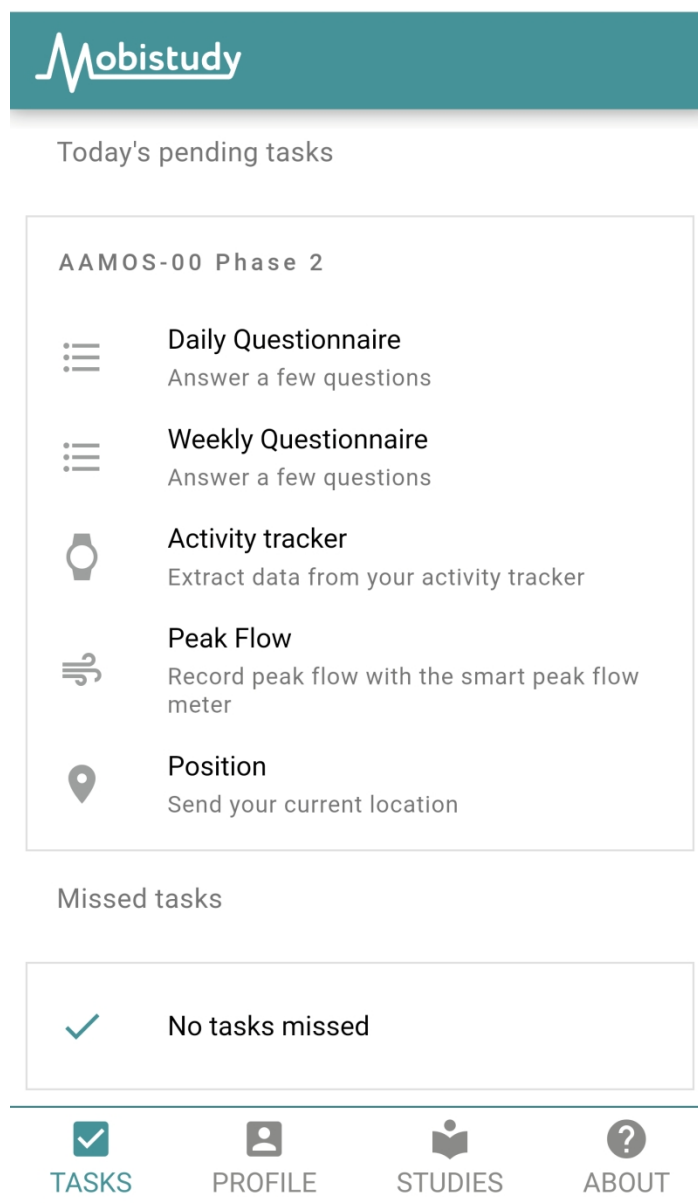 Mobistudy
Today's pending tasks
AAMOS-00 Phase 2
Daily Questionnaire
Answer a few questions
Weekly Questionnaire
Answer a few questions
Activity tracker
Extract data from your activity tracker
Peak Flow
Record peak flow with the smart peak flow
meter
Position
Send your current location
Missed tasks
No tasks missed
TASKS PROFILE STUDIES ABOUT